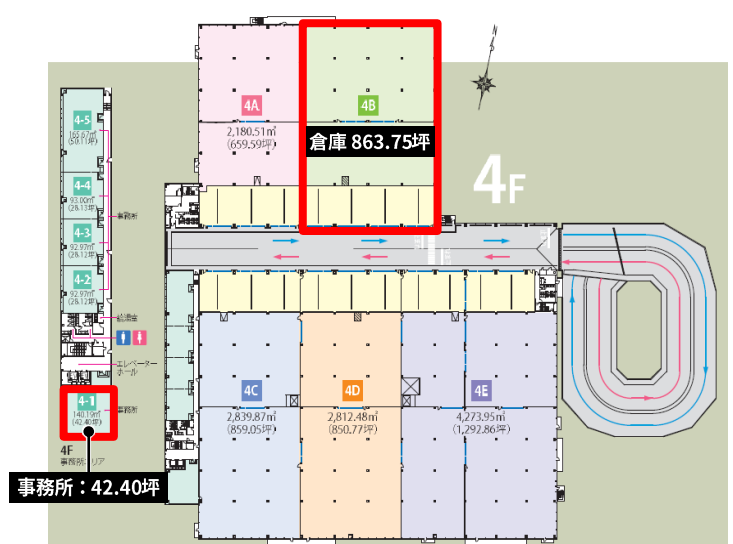 N
4A
2,180.51㎡
(659.59坪)
4B
倉庫 863.75坪
4F
4-5
165.67㎡
(50.11坪)
4-4
93.00㎡
(28.13坪)
事務所
4-3
92.97㎡
(28.12坪)
4-2
92.97㎡
(28.12坪)
給湯室
エレベーター
ホール
4-1
140.19㎡
(42.40坪)
事務所
4F
事務所エリア
事務所：42.40坪
4C
2,839.87㎡
(859.05坪)
4D
2,812.48㎡
(850.77坪)
4E
4,273.95㎡
(1,292.86坪)